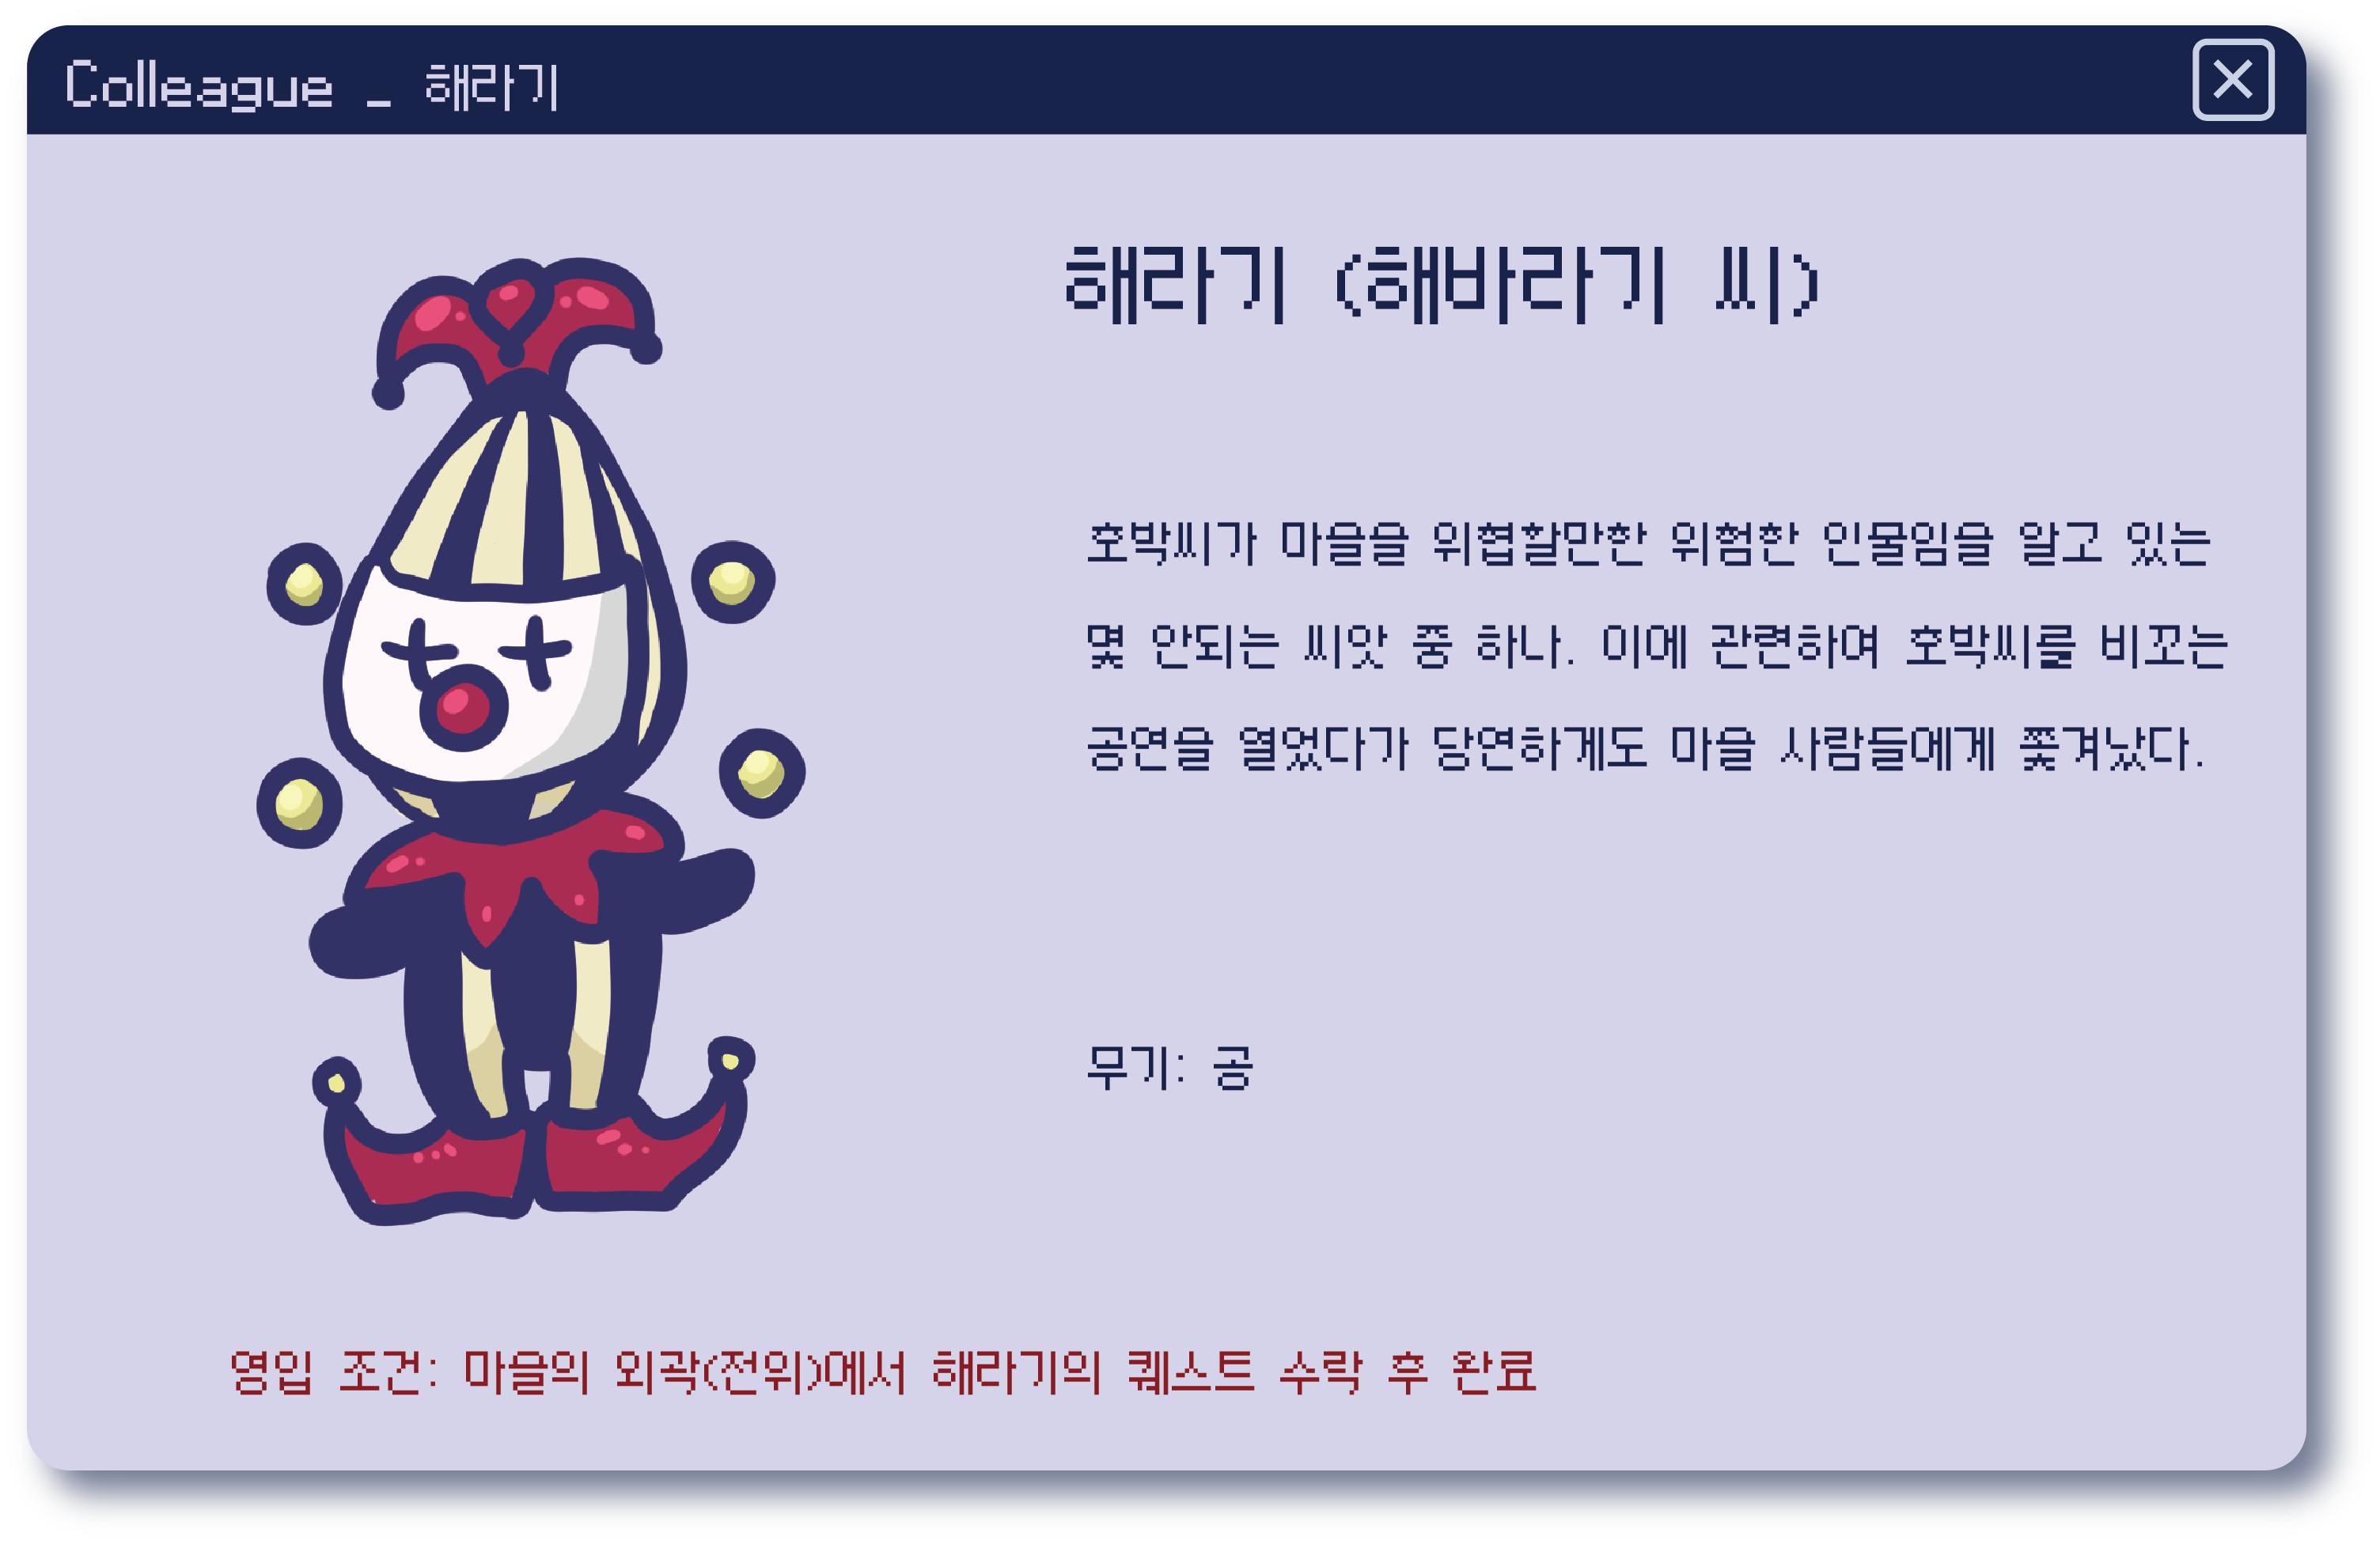 Colleague _ 해라기
해라기 (해바라기 씨)
호박씨가 마을을 위협할만한 위험한 인물임을 알고 있는
몇 안되는 씨앗 중 하나. 이에 관련하여 호박씨를 비꼬는
공연을 열었다가 당연하게도 마을 사람들에게 쫓겨났다.
무기: 공
영입 조건: 마을의 외곽(전위)에서 해라기의 퀘스트 수락 후 완료